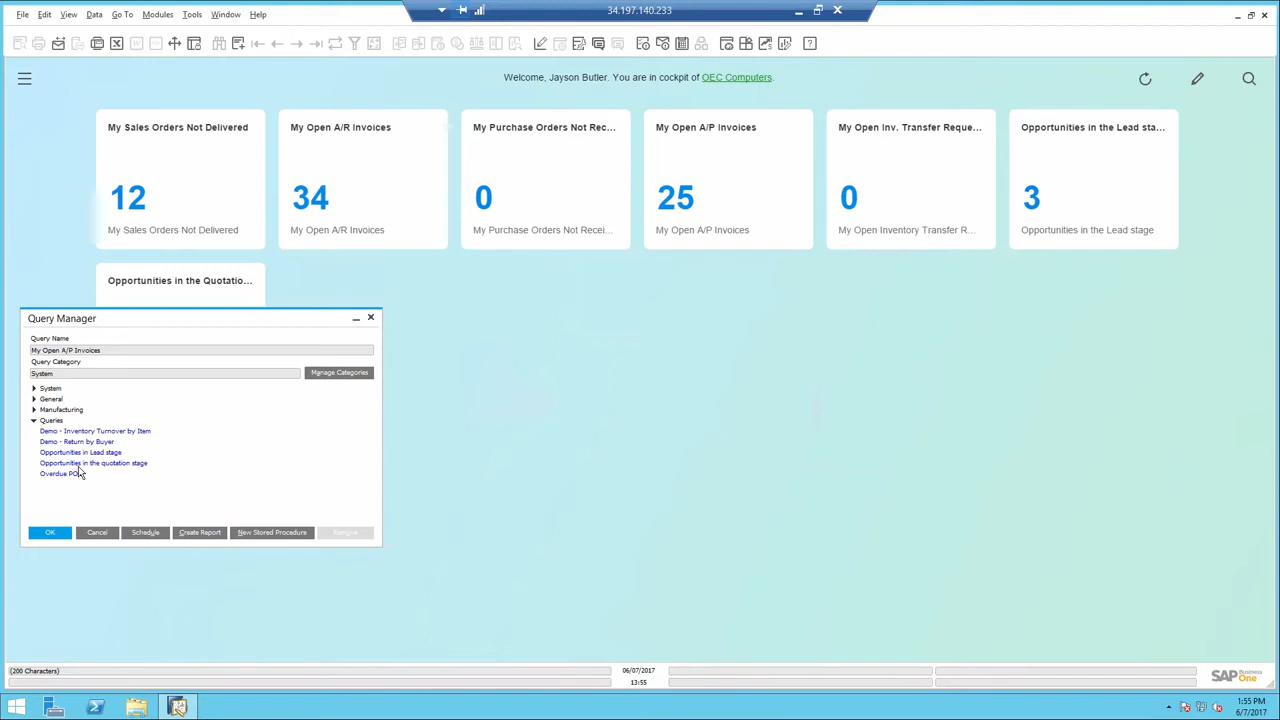 34.197.140.233
File Edit View Data Go To Modules Tools Window Help
Welcome, Jayson Butler. You are in cockpit of OEC Computers.
My Sales Orders Not Delivered
12
My Sales Orders Not Delivered
My Open A/R Invoices
34
My Open A/R Invoices
My Purchase Orders Not Rec...
0
My Purchase Orders Not Recei...
My Open A/P Invoices
25
My Open A/P Invoices
My Open Inv. Transfer Reque...
0
My Open Inventory Transfer R...
Opportunities in the Lead sta...
3
Opportunities in the Lead stage
Opportunities in the Quotatio...
Query Manager
Query Name
My Open A/P Invoices
Query Category
System
Manage Categories
System
General
Manufacturing
Queries
Demo - Inventory Turnover by Item
Demo - Return by Buyer
Opportunities in Lead stage
Opportunities in the quotation stage
Overdue
OK Cancel Schedule Create Report New Stored Procedure Remove
(200 Characters)
06/07/2017
13:55
SAP Business One
1:55 PM
6/7/2017